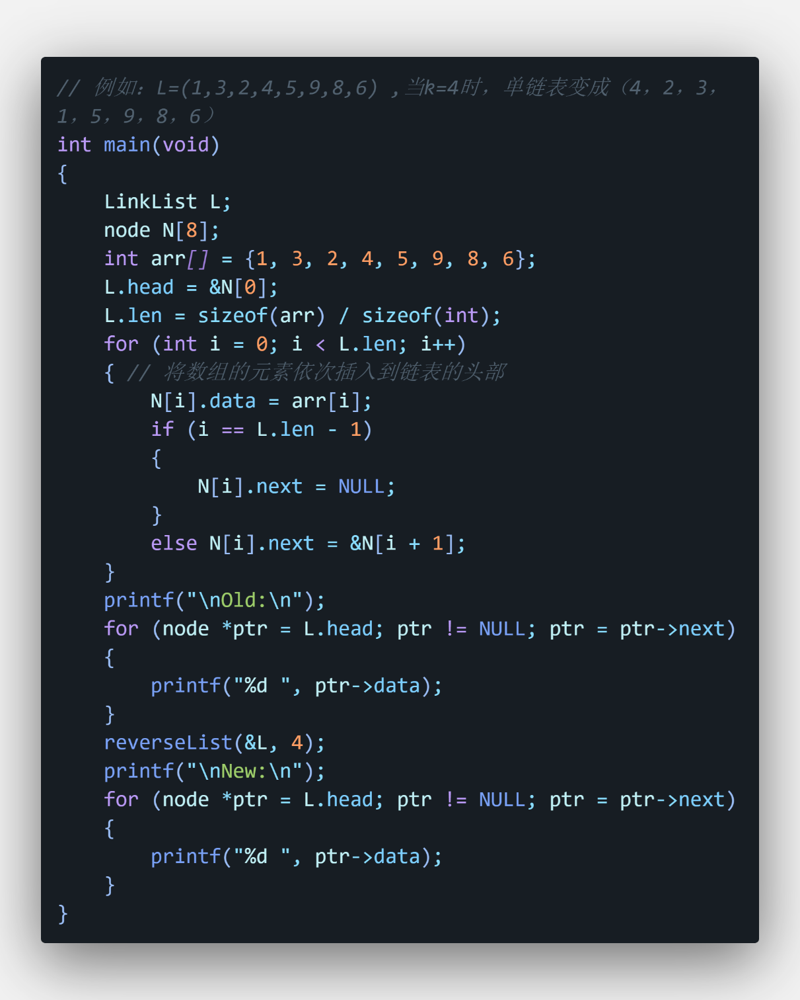 // 例如：L=(1,3,2,4,5,9,8,6) ,当k=4时，单链表变成（4，2，3，
1，5，9，8，6）
int main(void)
{
    LinkList L;
    node N[8];
    int arr[] = {1, 3, 2, 4, 5, 9, 8, 6};
    L.head = &N[0];
    L.len = sizeof(arr) / sizeof(int);
    for (int i = 0; i < L.len; i++)
    { // 将数组的元素依次插入到链表的头部
        N[i].data = arr[i];
        if (i == L.len - 1)
        {
            N[i].next = NULL;
        }
        else N[i].next = &N[i + 1];
    }
    printf("\nOld:\n");
    for (node *ptr = L.head; ptr != NULL; ptr = ptr->next)
    {
        printf("%d ", ptr->data);
    }
    reverseList(&L, 4);
    printf("\nNew:\n");
    for (node *ptr = L.head; ptr != NULL; ptr = ptr->next)
    {
        printf("%d ", ptr->data);
    }
}